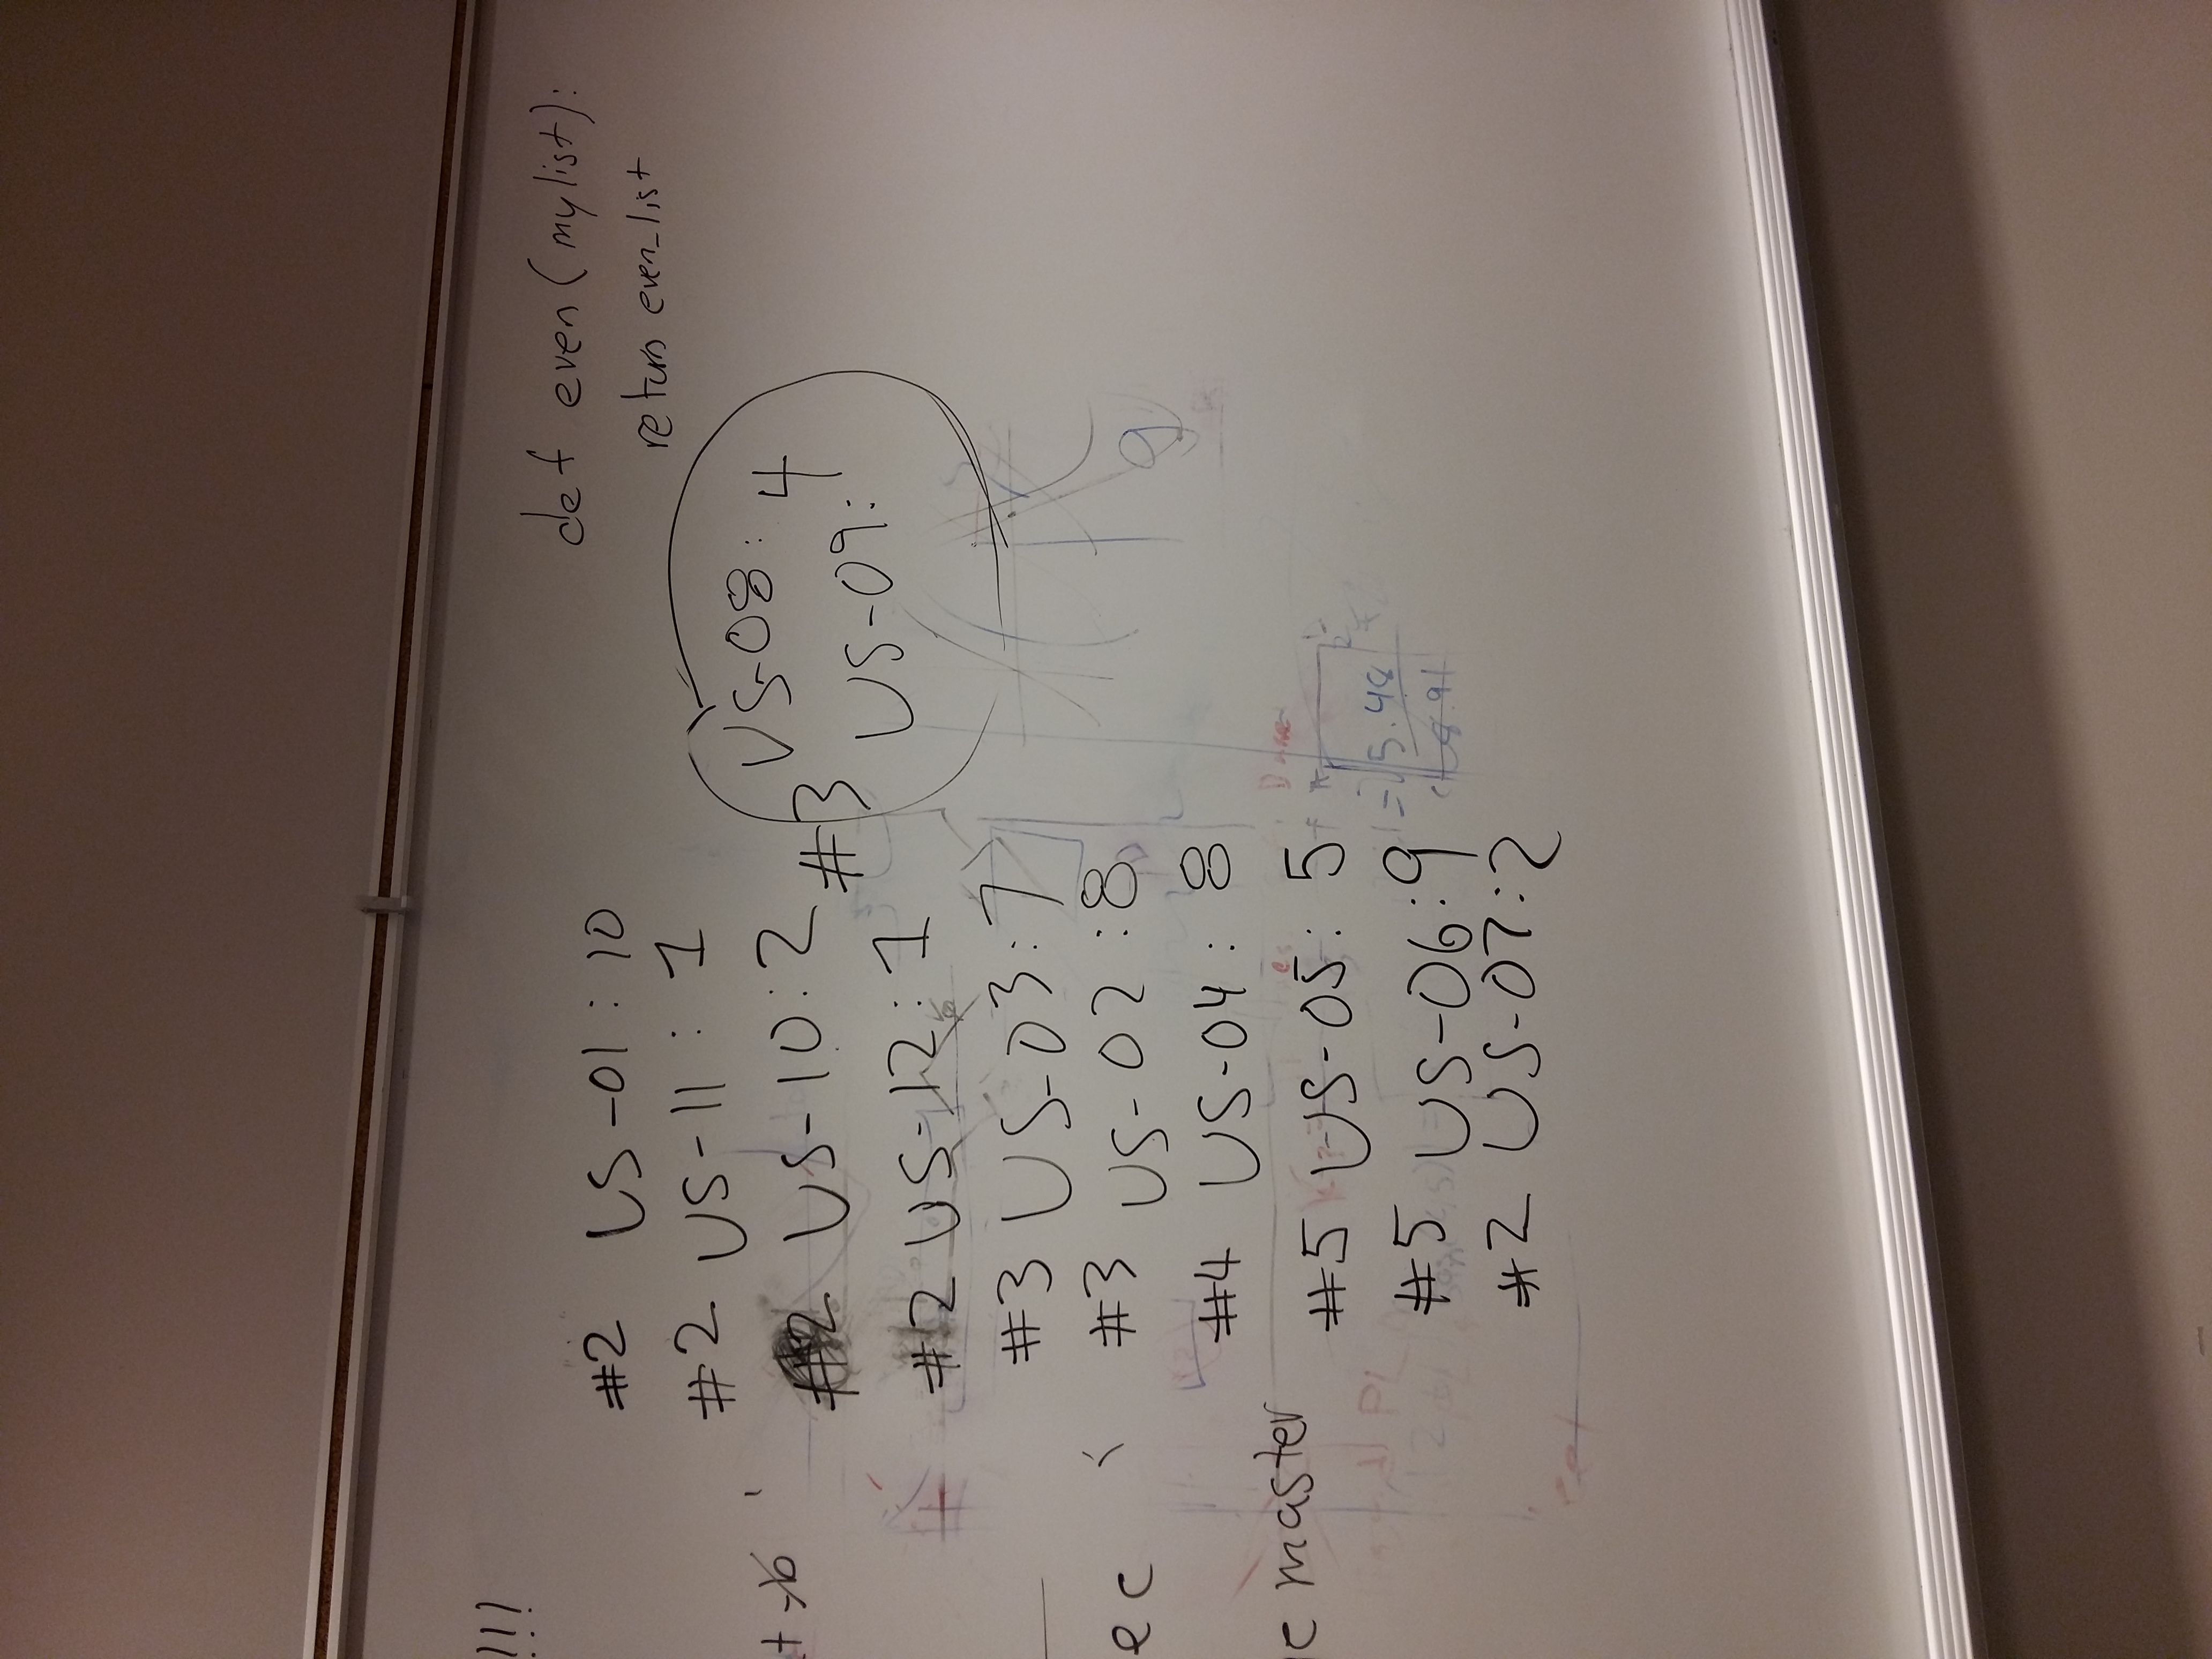 !!!
def even(mylist):
return even_list
#2 US-01: 10
#2 US-11: 1
#2 US-10: 2
#2 US-12: 1
#3 US-03: 7
#3 US-02: 8
#4 US-04: 8
#5 US-05: 5
#5 US-06: 9
#2 US-07: 2
#3 US-08: 4
US-09:
t -b
ec
master
9
Done
5.48
8.91
PL